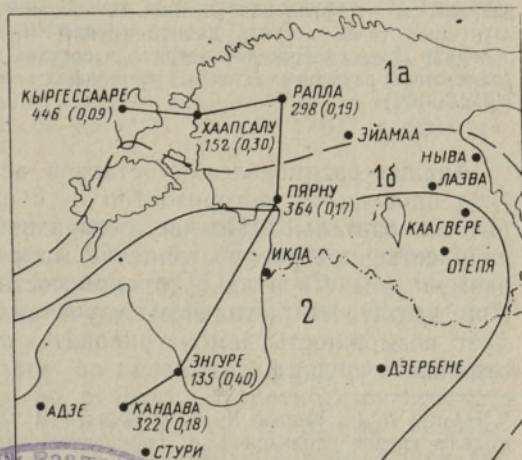 1а
РАПЛА
298 (0,19)
КЫРГЕССААРЕ
446 (0,09)
ХААПСАЛУ
152 (0,30)
ЭЙАМАА
НЫВА
1б
ЛАЗВА
ПЯРНУ
364 (0,17)
КААГВЕРЕ
ОТЕПЯ
ИКЛА
2
ЭНГУРЕ
135 (0,40)
ДЗЕРБЕНЕ
АДЗЕ
КАНДАВА
322 (0,18)
СТУРИ